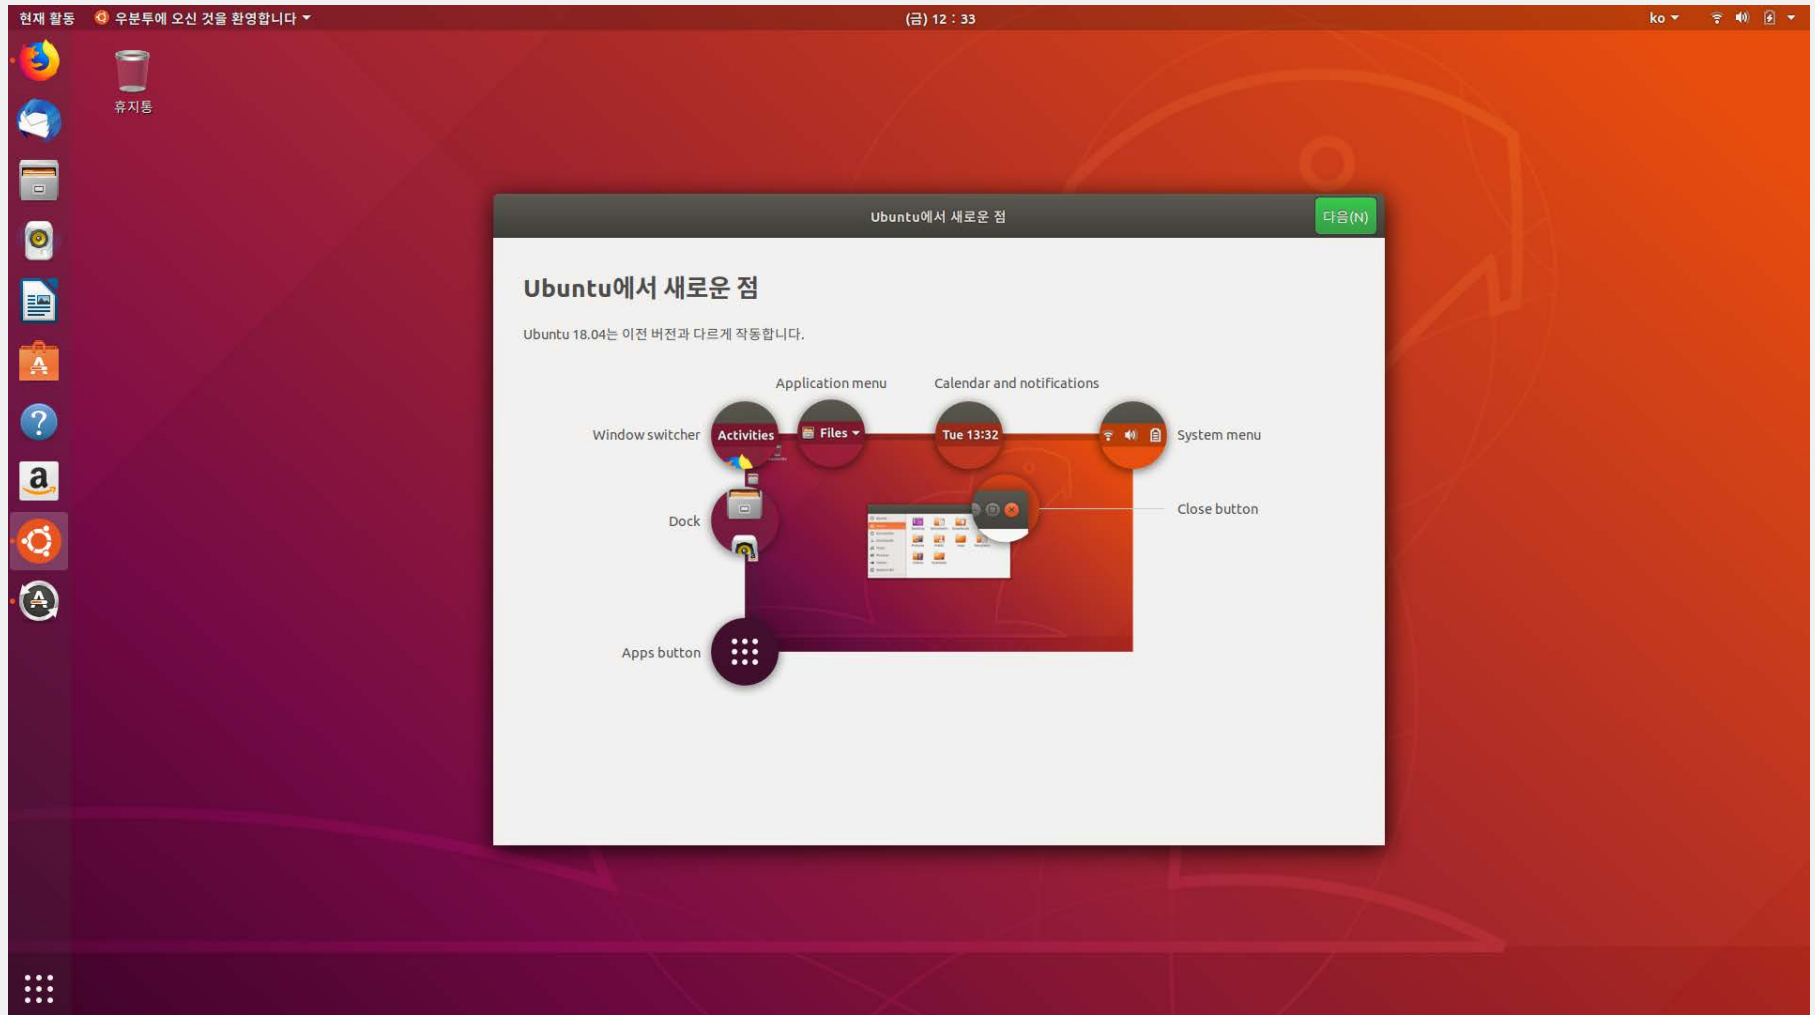 현재 활동
우분투에 오신 것을 환영합니다
(금) 12 : 33
ko
휴지통
Ubuntu에서 새로운 점
다음(N)
Ubuntu에서 새로운 점
Ubuntu 18.04는 이전 버전과 다르게 작동합니다.
Application menu
Calendar and notifications
Window switcher
Activities
Files
Tue 13:32
System menu
Close button
Dock
Apps button